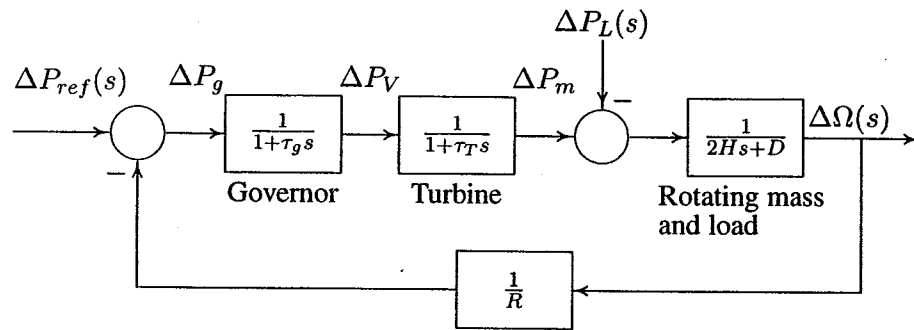 ΔP_L(s)
ΔP_ref(s)
ΔP_g
ΔP_V
ΔP_m
ΔΩ(s)
−
1/(1+τ_g s)
1/(1+τ_T s)
1/(2Hs+D)
−
Governor
Turbine
Rotating mass
and load
1/R